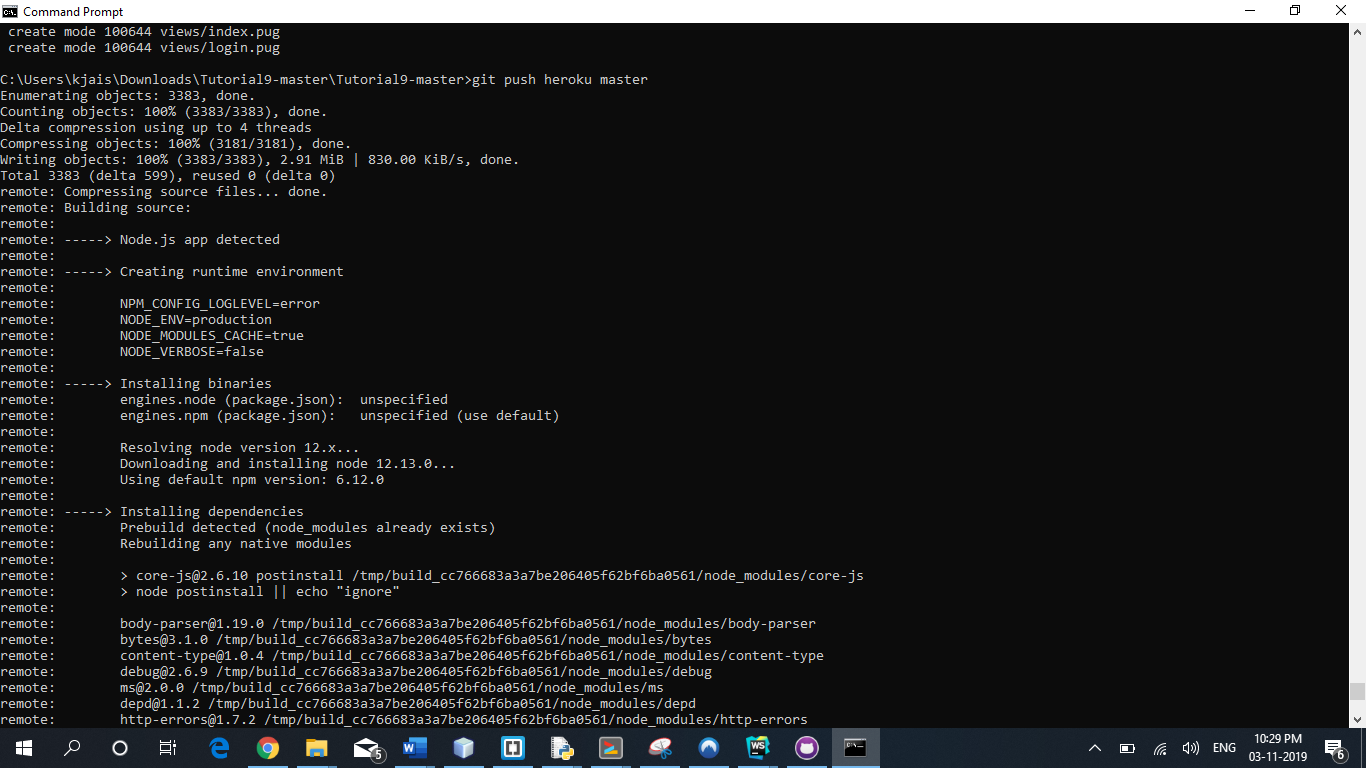 Command Prompt
create mode 100644 views/index.pug
create mode 100644 views/login.pug
C:\Users\kjais\Downloads\Tutorial9-master\Tutorial9-master>git push heroku master
Enumerating objects: 3383, done.
Counting objects: 100% (3383/3383), done.
Delta compression using up to 4 threads
Compressing objects: 100% (3181/3181), done.
Writing objects: 100% (3383/3383), 2.91 MiB | 830.00 KiB/s, done.
Total 3383 (delta 599), reused 0 (delta 0)
remote: Compressing source files... done.
remote: Building source:
remote:
remote: -----> Node.js app detected
remote:
remote: -----> Creating runtime environment
remote:
remote:        NPM_CONFIG_LOGLEVEL=error
remote:        NODE_ENV=production
remote:        NODE_MODULES_CACHE=true
remote:        NODE_VERBOSE=false
remote:
remote: -----> Installing binaries
remote:        engines.node (package.json):  unspecified
remote:        engines.npm (package.json):   unspecified (use default)
remote:
remote:        Resolving node version 12.x...
remote:        Downloading and installing node 12.13.0...
remote:        Using default npm version: 6.12.0
remote:
remote: -----> Installing dependencies
remote:        Prebuild detected (node_modules already exists)
remote:        Rebuilding any native modules
remote:
remote:        > core-js@2.6.10 postinstall /tmp/build_cc766683a3a7be206405f62bf6ba0561/node_modules/core-js
remote:        > node postinstall || echo "ignore"
remote:
remote:        body-parser@1.19.0 /tmp/build_cc766683a3a7be206405f62bf6ba0561/node_modules/body-parser
remote:        bytes@3.1.0 /tmp/build_cc766683a3a7be206405f62bf6ba0561/node_modules/bytes
remote:        content-type@1.0.4 /tmp/build_cc766683a3a7be206405f62bf6ba0561/node_modules/content-type
remote:        debug@2.6.9 /tmp/build_cc766683a3a7be206405f62bf6ba0561/node_modules/debug
remote:        ms@2.0.0 /tmp/build_cc766683a3a7be206405f62bf6ba0561/node_modules/ms
remote:        depd@1.1.2 /tmp/build_cc766683a3a7be206405f62bf6ba0561/node_modules/depd
remote:        http-errors@1.7.2 /tmp/build_cc766683a3a7be206405f62bf6ba0561/node_modules/http-errors
5
WS
ENG
10:29 PM
03-11-2019
6